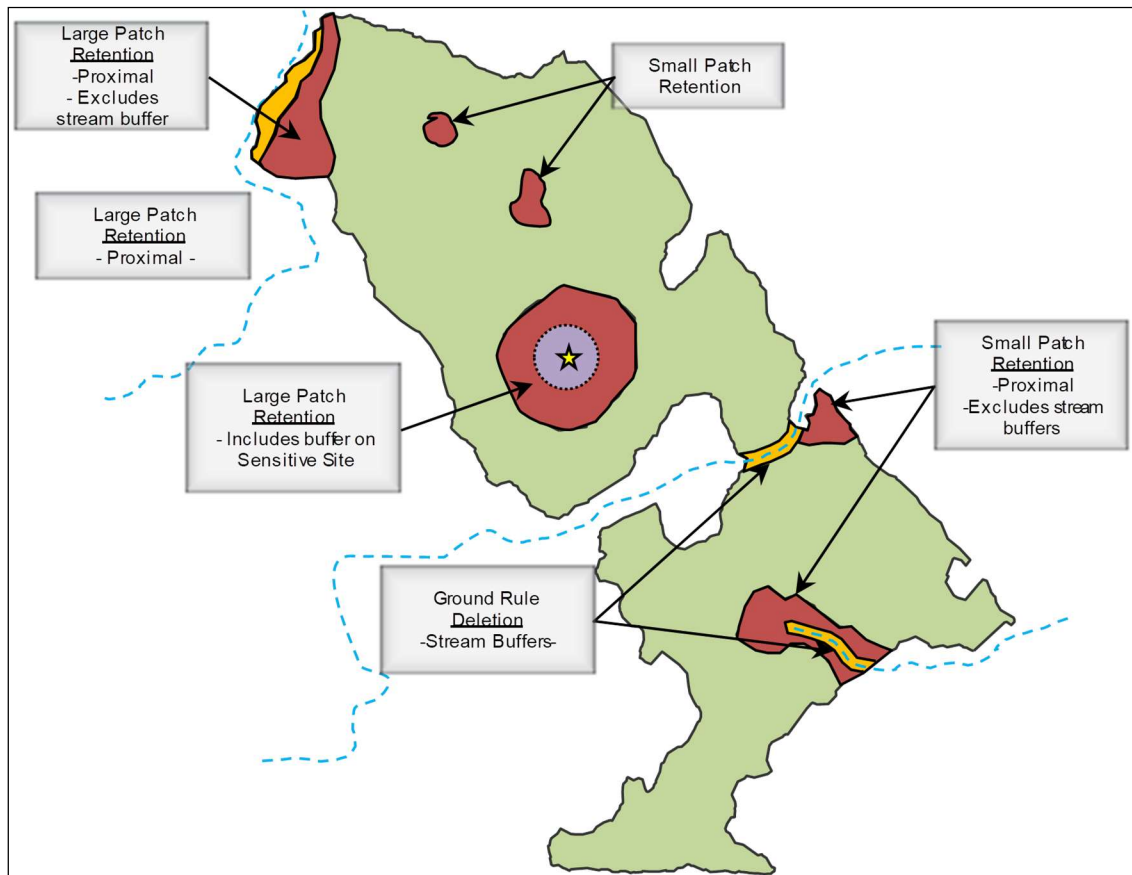 Large Patch
Retention
-Proximal
- Excludes
stream buffer
Small Patch
Retention
Large Patch
Retention
- Proximal -
Large Patch
Retention
- Includes buffer on
Sensitive Site
Small Patch
Retention
-Proximal
-Excludes stream
buffers
Ground Rule
Deletion
-Stream Buffers-